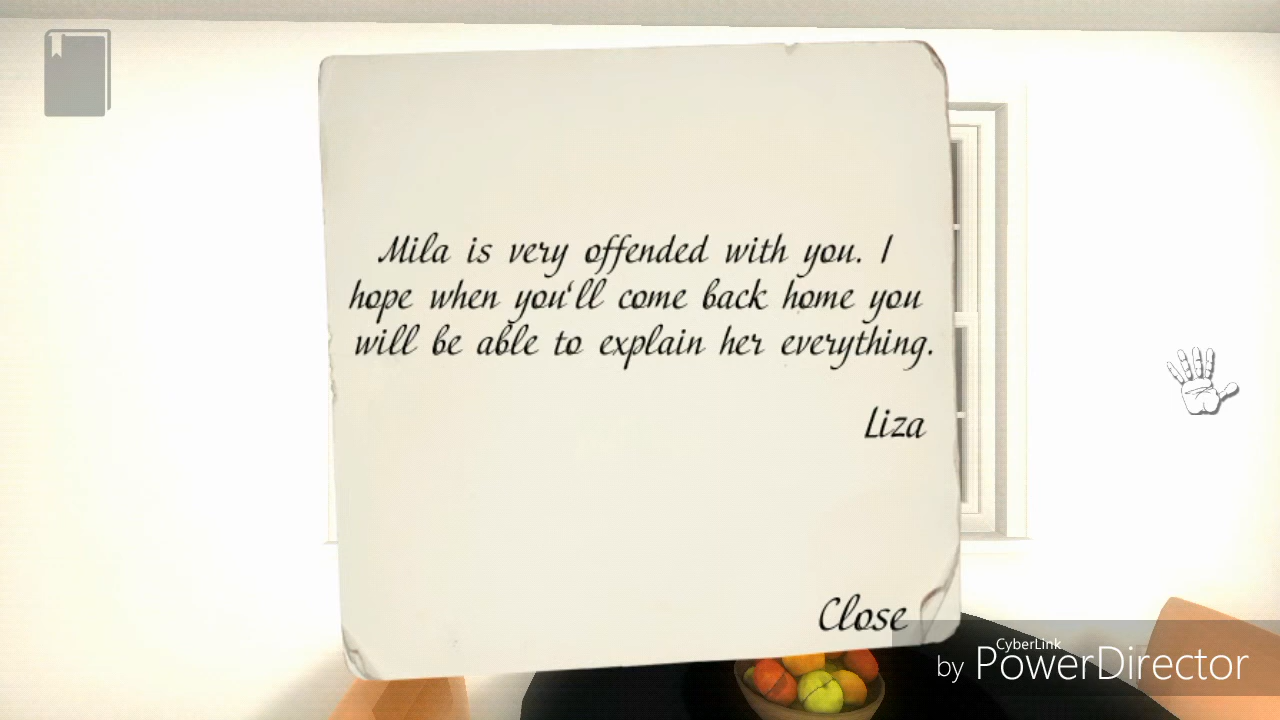 Mila is very offended with you. I
hope when you'll come back home you
will be able to explain her everything.
Liza
Close
CyberLink
by PowerDirector